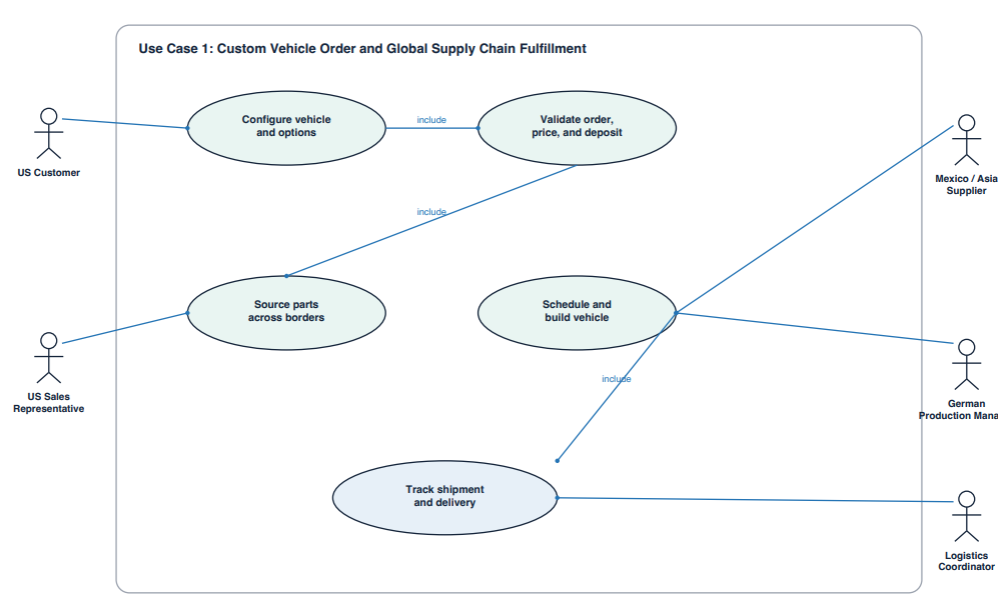 Use Case 1: Custom Vehicle Order and Global Supply Chain Fulfillment
Configure vehicle
and options
include
Validate order,
price, and deposit
US Customer
Mexico / Asia
Supplier
include
Source parts
across borders
Schedule and
build vehicle
include
US Sales
Representative
German
Production Mana
Track shipment
and delivery
Logistics
Coordinator